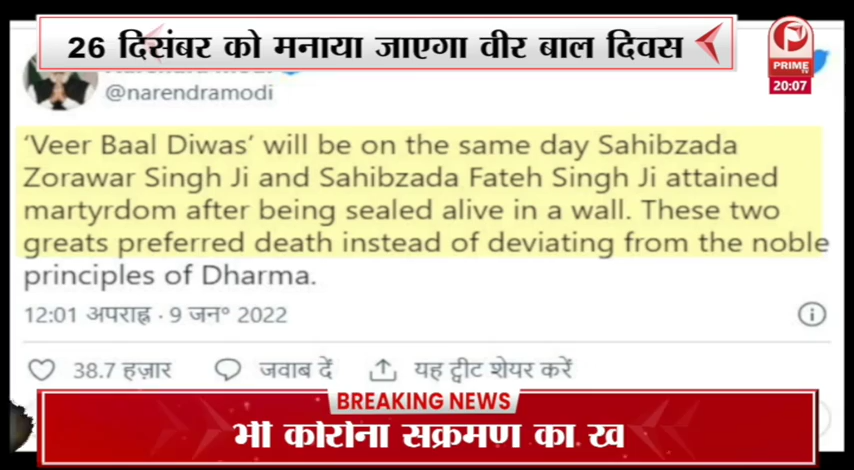 26 दिसंबर को मनाया जाएगा वीर बाल दिवस
PRIME
TV
20:07
@narendramodi
‘Veer Baal Diwas’ will be on the same day Sahibzada
Zorawar Singh Ji and Sahibzada Fateh Singh Ji attained
martyrdom after being sealed alive in a wall. These two
greats preferred death instead of deviating from the noble
principles of Dharma.
12:01 अपराह्न · 9 जन॰ 2022
38.7 हज़ार जवाब दें यह ट्वीट शेयर करें
BREAKING NEWS
भी कोरोना सक्रमण का ख